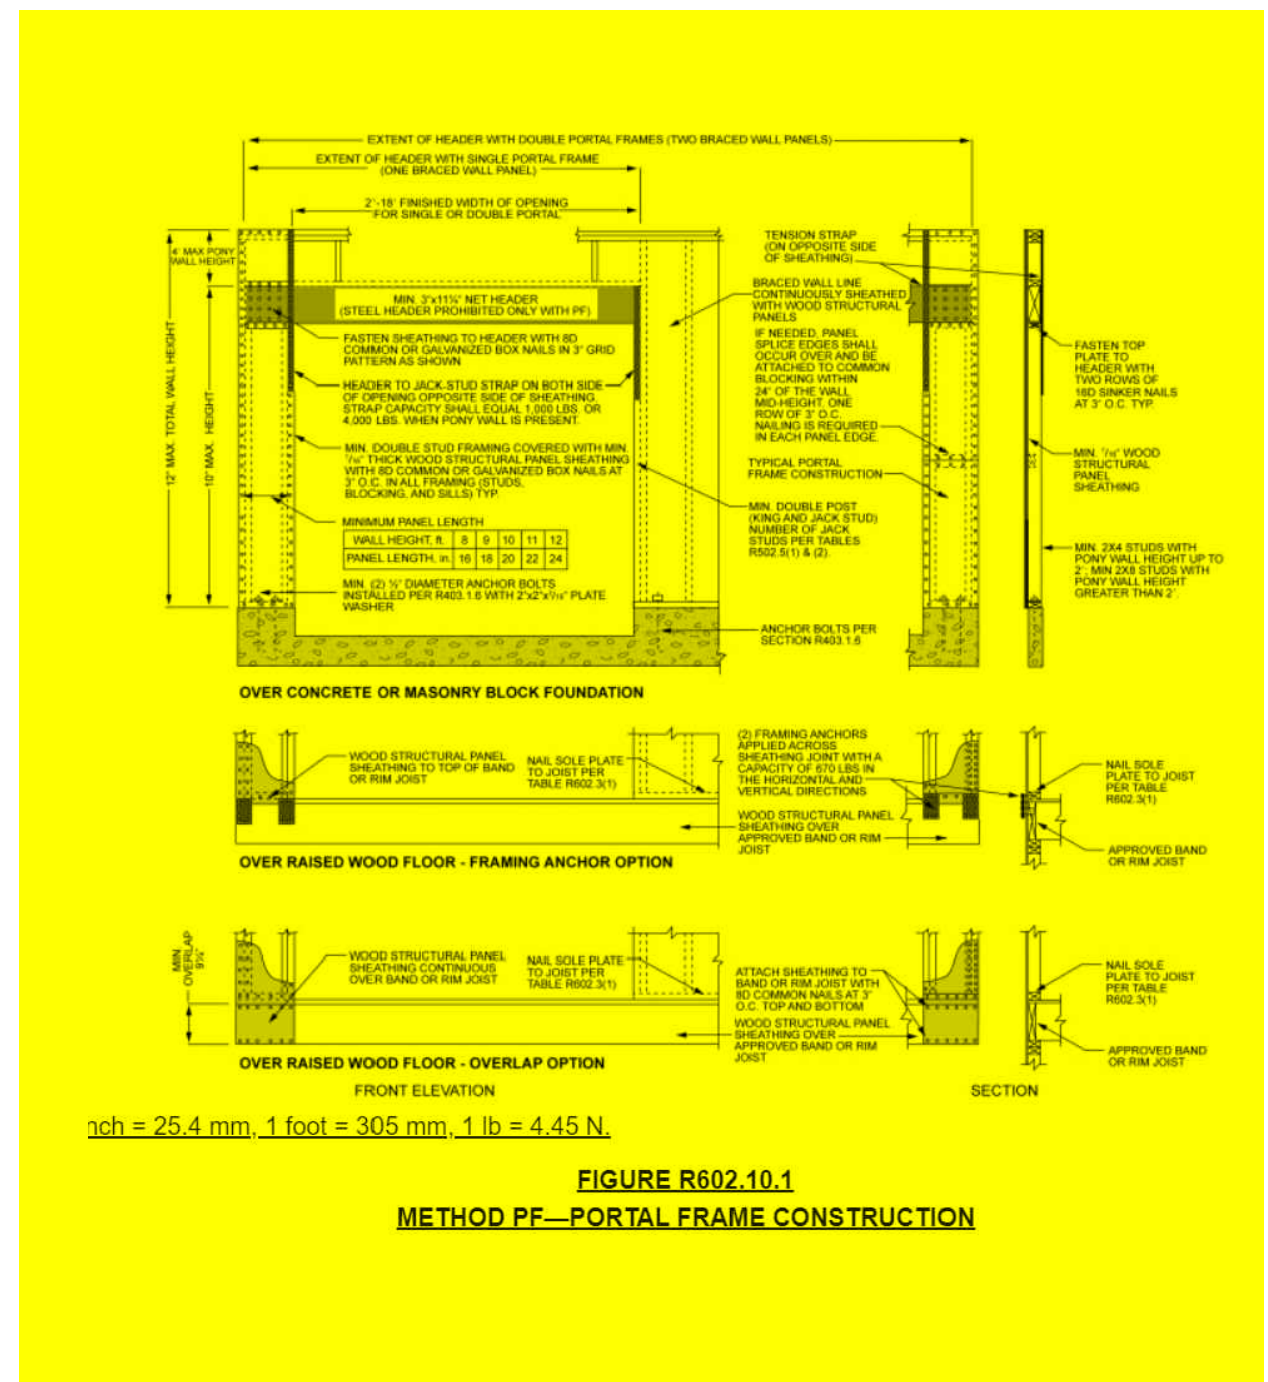 EXTENT OF HEADER WITH DOUBLE PORTAL FRAMES (TWO BRACED WALL PANELS)
EXTENT OF HEADER WITH SINGLE PORTAL FRAME
(ONE BRACED WALL PANEL)
2'-18' FINISHED WIDTH OF OPENING
FOR SINGLE OR DOUBLE PORTAL
4' MAX PONY
WALL HEIGHT
12' MAX. TOTAL WALL HEIGHT
10' MAX. HEIGHT
MIN. 3"x11¼" NET HEADER
(STEEL HEADER PROHIBITED ONLY WITH PF)
FASTEN SHEATHING TO HEADER WITH 8D
COMMON OR GALVANIZED BOX NAILS IN 3" GRID
PATTERN AS SHOWN
HEADER TO JACK-STUD STRAP ON BOTH SIDE
OF OPENING OPPOSITE SIDE OF SHEATHING.
STRAP CAPACITY SHALL EQUAL 1,000 LBS. OR
4,000 LBS. WHEN PONY WALL IS PRESENT.
MIN. DOUBLE STUD FRAMING COVERED WITH MIN.
7/16" THICK WOOD STRUCTURAL PANEL SHEATHING
WITH 8D COMMON OR GALVANIZED BOX NAILS AT
3" O.C. IN ALL FRAMING (STUDS,
BLOCKING, AND SILLS) TYP.
MINIMUM PANEL LENGTH
WALL HEIGHT, ft. 8 9 10 11 12
PANEL LENGTH, in. 16 18 20 22 24
MIN. (2) ½" DIAMETER ANCHOR BOLTS
INSTALLED PER R403.1.6 WITH 2"x2"x3/16" PLATE
WASHER
TENSION STRAP
(ON OPPOSITE SIDE
OF SHEATHING)
BRACED WALL LINE
CONTINUOUSLY SHEATHED
WITH WOOD STRUCTURAL
PANELS
IF NEEDED, PANEL
SPLICE EDGES SHALL
OCCUR OVER AND BE
ATTACHED TO COMMON
BLOCKING WITHIN
24" OF THE WALL
MID-HEIGHT. ONE
ROW OF 3" O.C.
NAILING IS REQUIRED
IN EACH PANEL EDGE.
TYPICAL PORTAL
FRAME CONSTRUCTION
MIN. DOUBLE POST
(KING AND JACK STUD)
NUMBER OF JACK
STUDS PER TABLES
R502.5(1) & (2).
ANCHOR BOLTS PER
SECTION R403.1.6
FASTEN TOP
PLATE TO
HEADER WITH
TWO ROWS OF
16D SINKER NAILS
AT 3" O.C. TYP.
MIN. 7/16" WOOD
STRUCTURAL
PANEL
SHEATHING
MIN. 2X4 STUDS WITH
PONY WALL HEIGHT UP TO
2'; MIN 2X6 STUDS WITH
PONY WALL HEIGHT
GREATER THAN 2'.
OVER CONCRETE OR MASONRY BLOCK FOUNDATION
WOOD STRUCTURAL PANEL
SHEATHING TO TOP OF BAND
OR RIM JOIST
NAIL SOLE PLATE
TO JOIST PER
TABLE R602.3(1)
(2) FRAMING ANCHORS
APPLIED ACROSS
SHEATHING JOINT WITH A
CAPACITY OF 670 LBS IN
THE HORIZONTAL AND
VERTICAL DIRECTIONS
WOOD STRUCTURAL PANEL
SHEATHING OVER
APPROVED BAND OR RIM
JOIST
NAIL SOLE
PLATE TO JOIST
PER TABLE
R602.3(1)
APPROVED BAND
OR RIM JOIST
OVER RAISED WOOD FLOOR - FRAMING ANCHOR OPTION
MIN.
OVERLAP
9¼"
WOOD STRUCTURAL PANEL
SHEATHING CONTINUOUS
OVER BAND OR RIM JOIST
NAIL SOLE PLATE
TO JOIST PER
TABLE R602.3(1)
ATTACH SHEATHING TO
BAND OR RIM JOIST WITH
8D COMMON NAILS AT 3"
O.C. TOP AND BOTTOM
WOOD STRUCTURAL PANEL
SHEATHING OVER
APPROVED BAND OR RIM
JOIST
NAIL SOLE
PLATE TO JOIST
PER TABLE
R602.3(1)
APPROVED BAND
OR RIM JOIST
OVER RAISED WOOD FLOOR - OVERLAP OPTION
FRONT ELEVATION
SECTION
nch = 25.4 mm, 1 foot = 305 mm, 1 lb = 4.45 N.
FIGURE R602.10.1
METHOD PF—PORTAL FRAME CONSTRUCTION